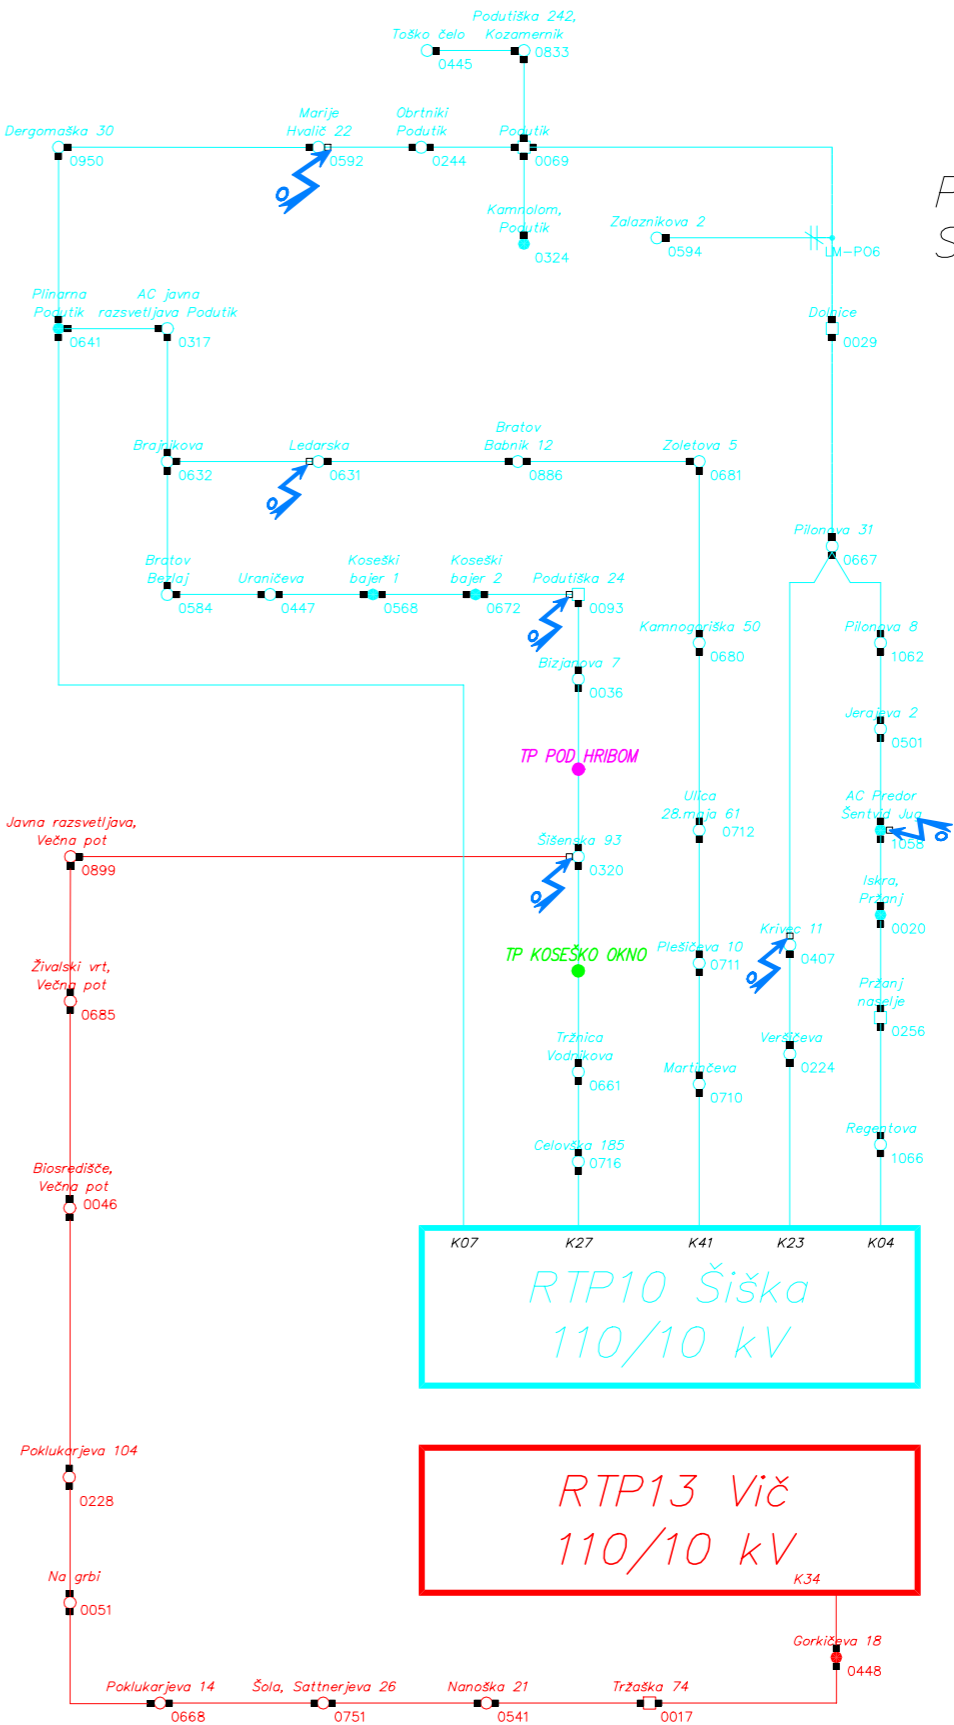 Podutiška 242,
Toško čelo Kozamernik
0445
0833
Dergomaška 30
Marije
Hvalič 22
Obrtniki
Podutik
Podutik
0950
0592
0244
0069
Kamnolom,
Podutik
0324
Zalaznikova 2
0594
LM-P06
P
S
Plinarna
Podutik
AC javna
razsvetljava Podutik
0641
0317
Dolnice
0029
Brajnikova
Ledarska
Bratov
Babnik 12
Zoletova 5
0632
0631
0886
0681
Pilonova 31
0667
Bratov
Bezlaj
Uraničeva
Koseški
bajer 1
Koseški
bajer 2
Podutiška 24
0584
0447
0568
0672
0093
Kamnogoriška 50
0680
Pilonova 8
1062
Bizjanova 7
0036
Jerajeva 2
0501
TP POD HRIBOM
Ulica
28.maja 61
0712
AC Predor
Šentvid Jug
1058
Javna razsvetljava,
Večna pot
0899
Šišenska 93
0320
Iskra,
Pržanj
0020
Krivec 11
0407
TP KOSEŠKO OKNO
Plešičeva 10
0711
Živalski vrt,
Večna pot
0685
Pržanj
naselje
0256
Tržnica
Vodnikova
0661
Martinčeva
0710
Veršičeva
0224
Celovška 185
0716
Regentova
1066
Biosredišče,
Večna pot
0046
K07
K27
K41
K23
K04
RTP10 Šiška
110/10 kV
Poklukarjeva 104
0228
RTP13 Vič
110/10 kV
K34
Na grbi
0051
Gorkičeva 18
0448
Poklukarjeva 14
Šola, Sattnerjeva 26
Nanoška 21
Tržaška 74
0668
0751
0541
0017